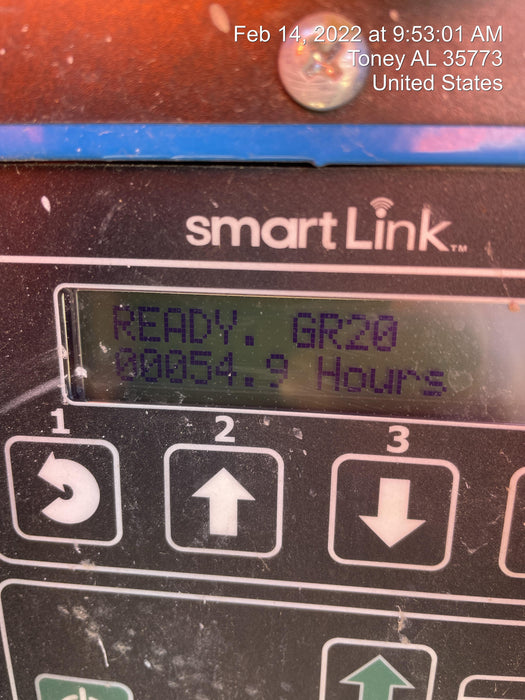 Feb 14, 2022 at 9:53:01 AM
Toney AL 35773
United States
smartLink™
READY. GR20
00054.9 Hours
1 2 3